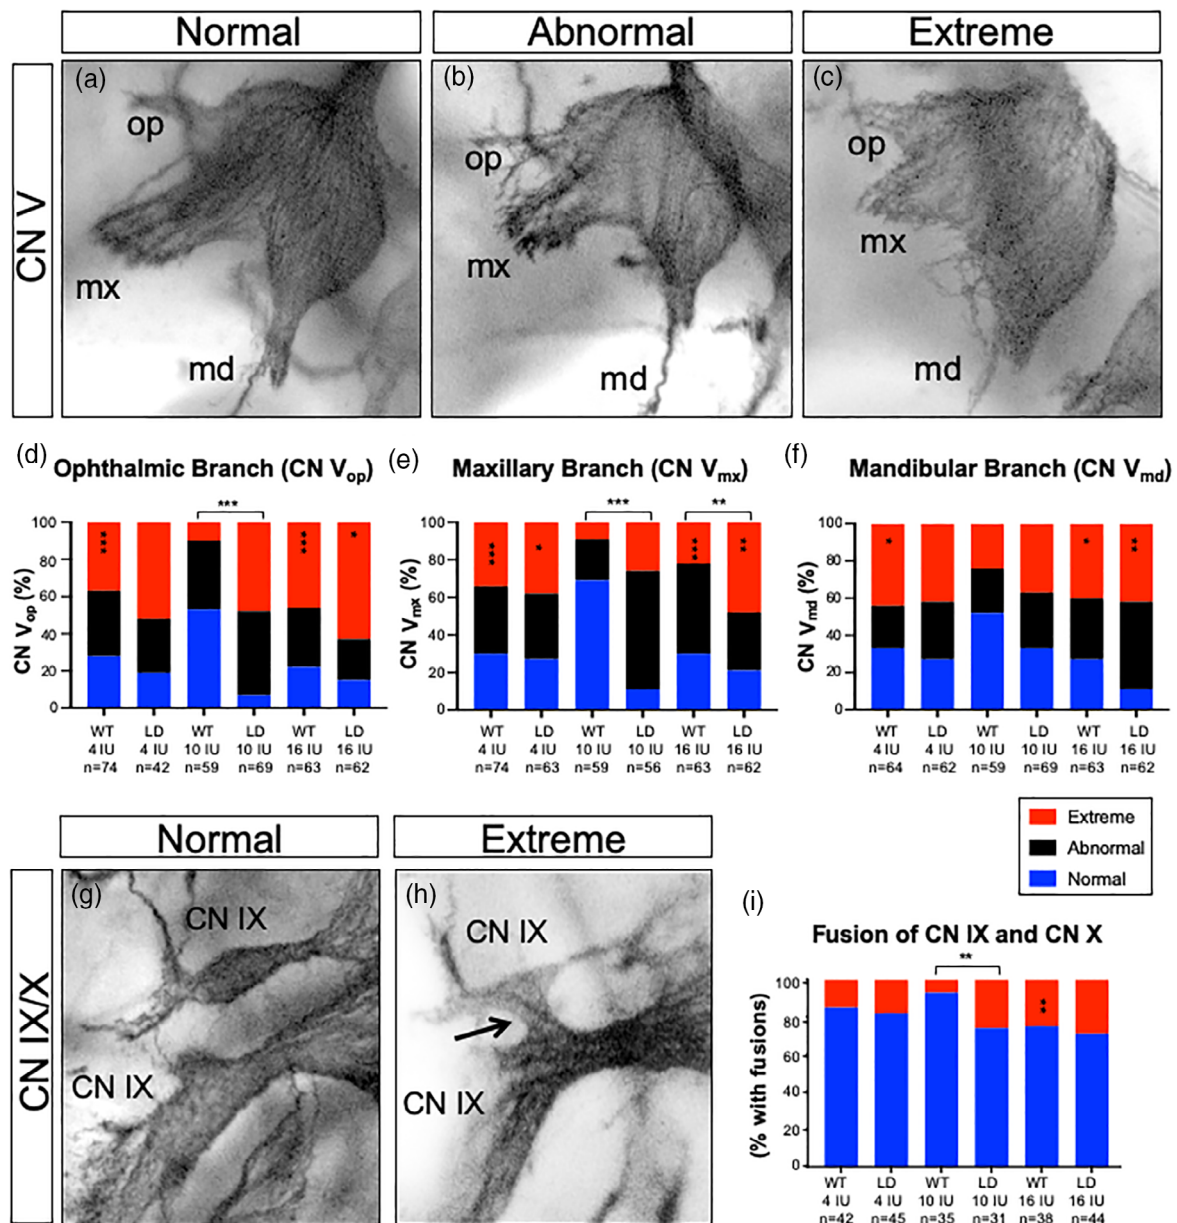 Normal
Abnormal
Extreme
CN V
(a)
op
mx
md
(b)
op
mx
md
(c)
op
mx
md
(d)
Ophthalmic Branch (CN Vop)
***
CN Vop (%)
100
80
60
40
20
0
***
***
*
WT LD WT LD WT LD
4 IU 4 IU 10 IU 10 IU 16 IU 16 IU
n=74 n=42 n=59 n=69 n=63 n=62
(e)
Maxillary Branch (CN Vmx)
*** **
CN Vmx (%)
100
80
60
40
20
0
***
*
***
**
WT LD WT LD WT LD
4 IU 4 IU 10 IU 10 IU 16 IU 16 IU
n=74 n=63 n=59 n=56 n=63 n=62
(f)
Mandibular Branch (CN Vmd)
CN Vmd (%)
100
80
60
40
20
0
*
*
**
WT LD WT LD WT LD
4 IU 4 IU 10 IU 10 IU 16 IU 16 IU
n=64 n=62 n=59 n=69 n=63 n=62
Extreme
Abnormal
Normal
Normal
Extreme
CN IX/X
(g)
CN IX
CN IX
(h)
CN IX
CN IX
(i)
Fusion of CN IX and CN X
**
(% with fusions)
100
80
60
40
20
0
**
WT LD WT LD WT LD
4 IU 4 IU 10 IU 10 IU 16 IU 16 IU
n=42 n=45 n=35 n=31 n=38 n=44